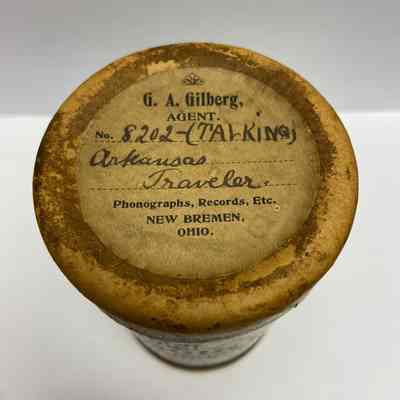 G. A. Gilberg,
AGENT.
No. 8202-(TALKING)
Arkansas
Traveler.
Phonographs, Records, Etc.
NEW BREMEN,
OHIO.